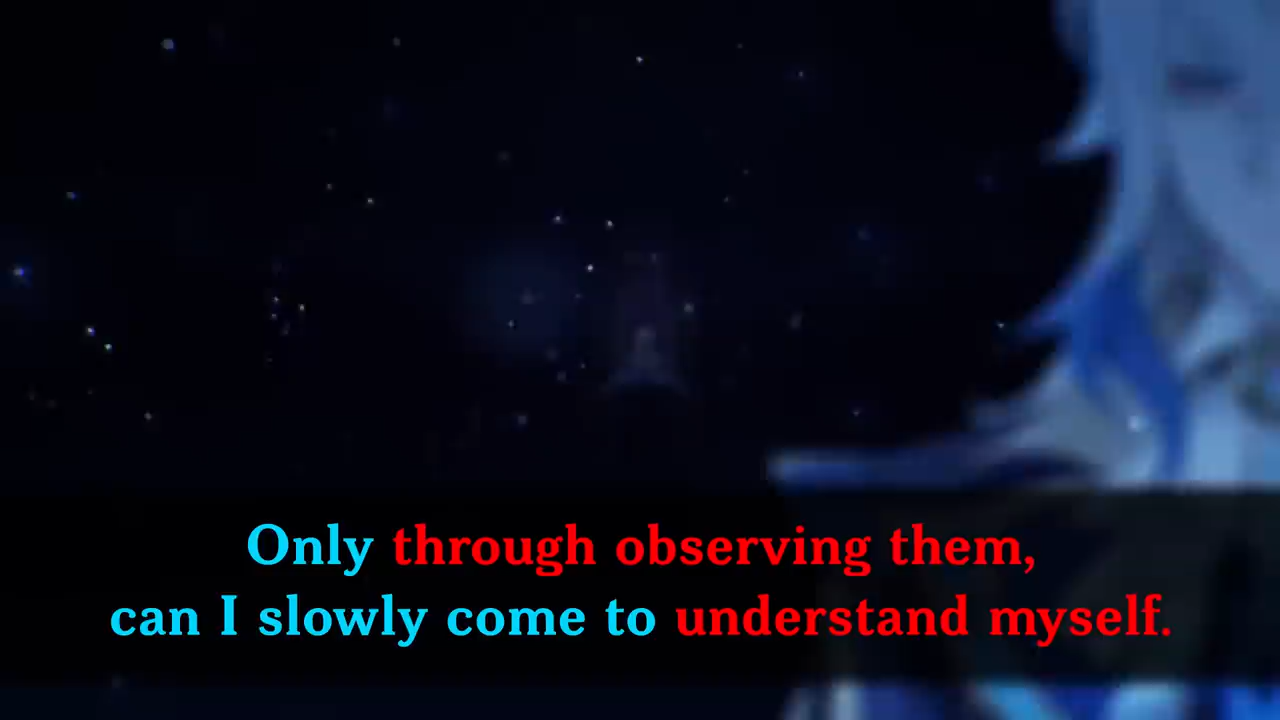 Only through observing them,
can I slowly come to understand myself.